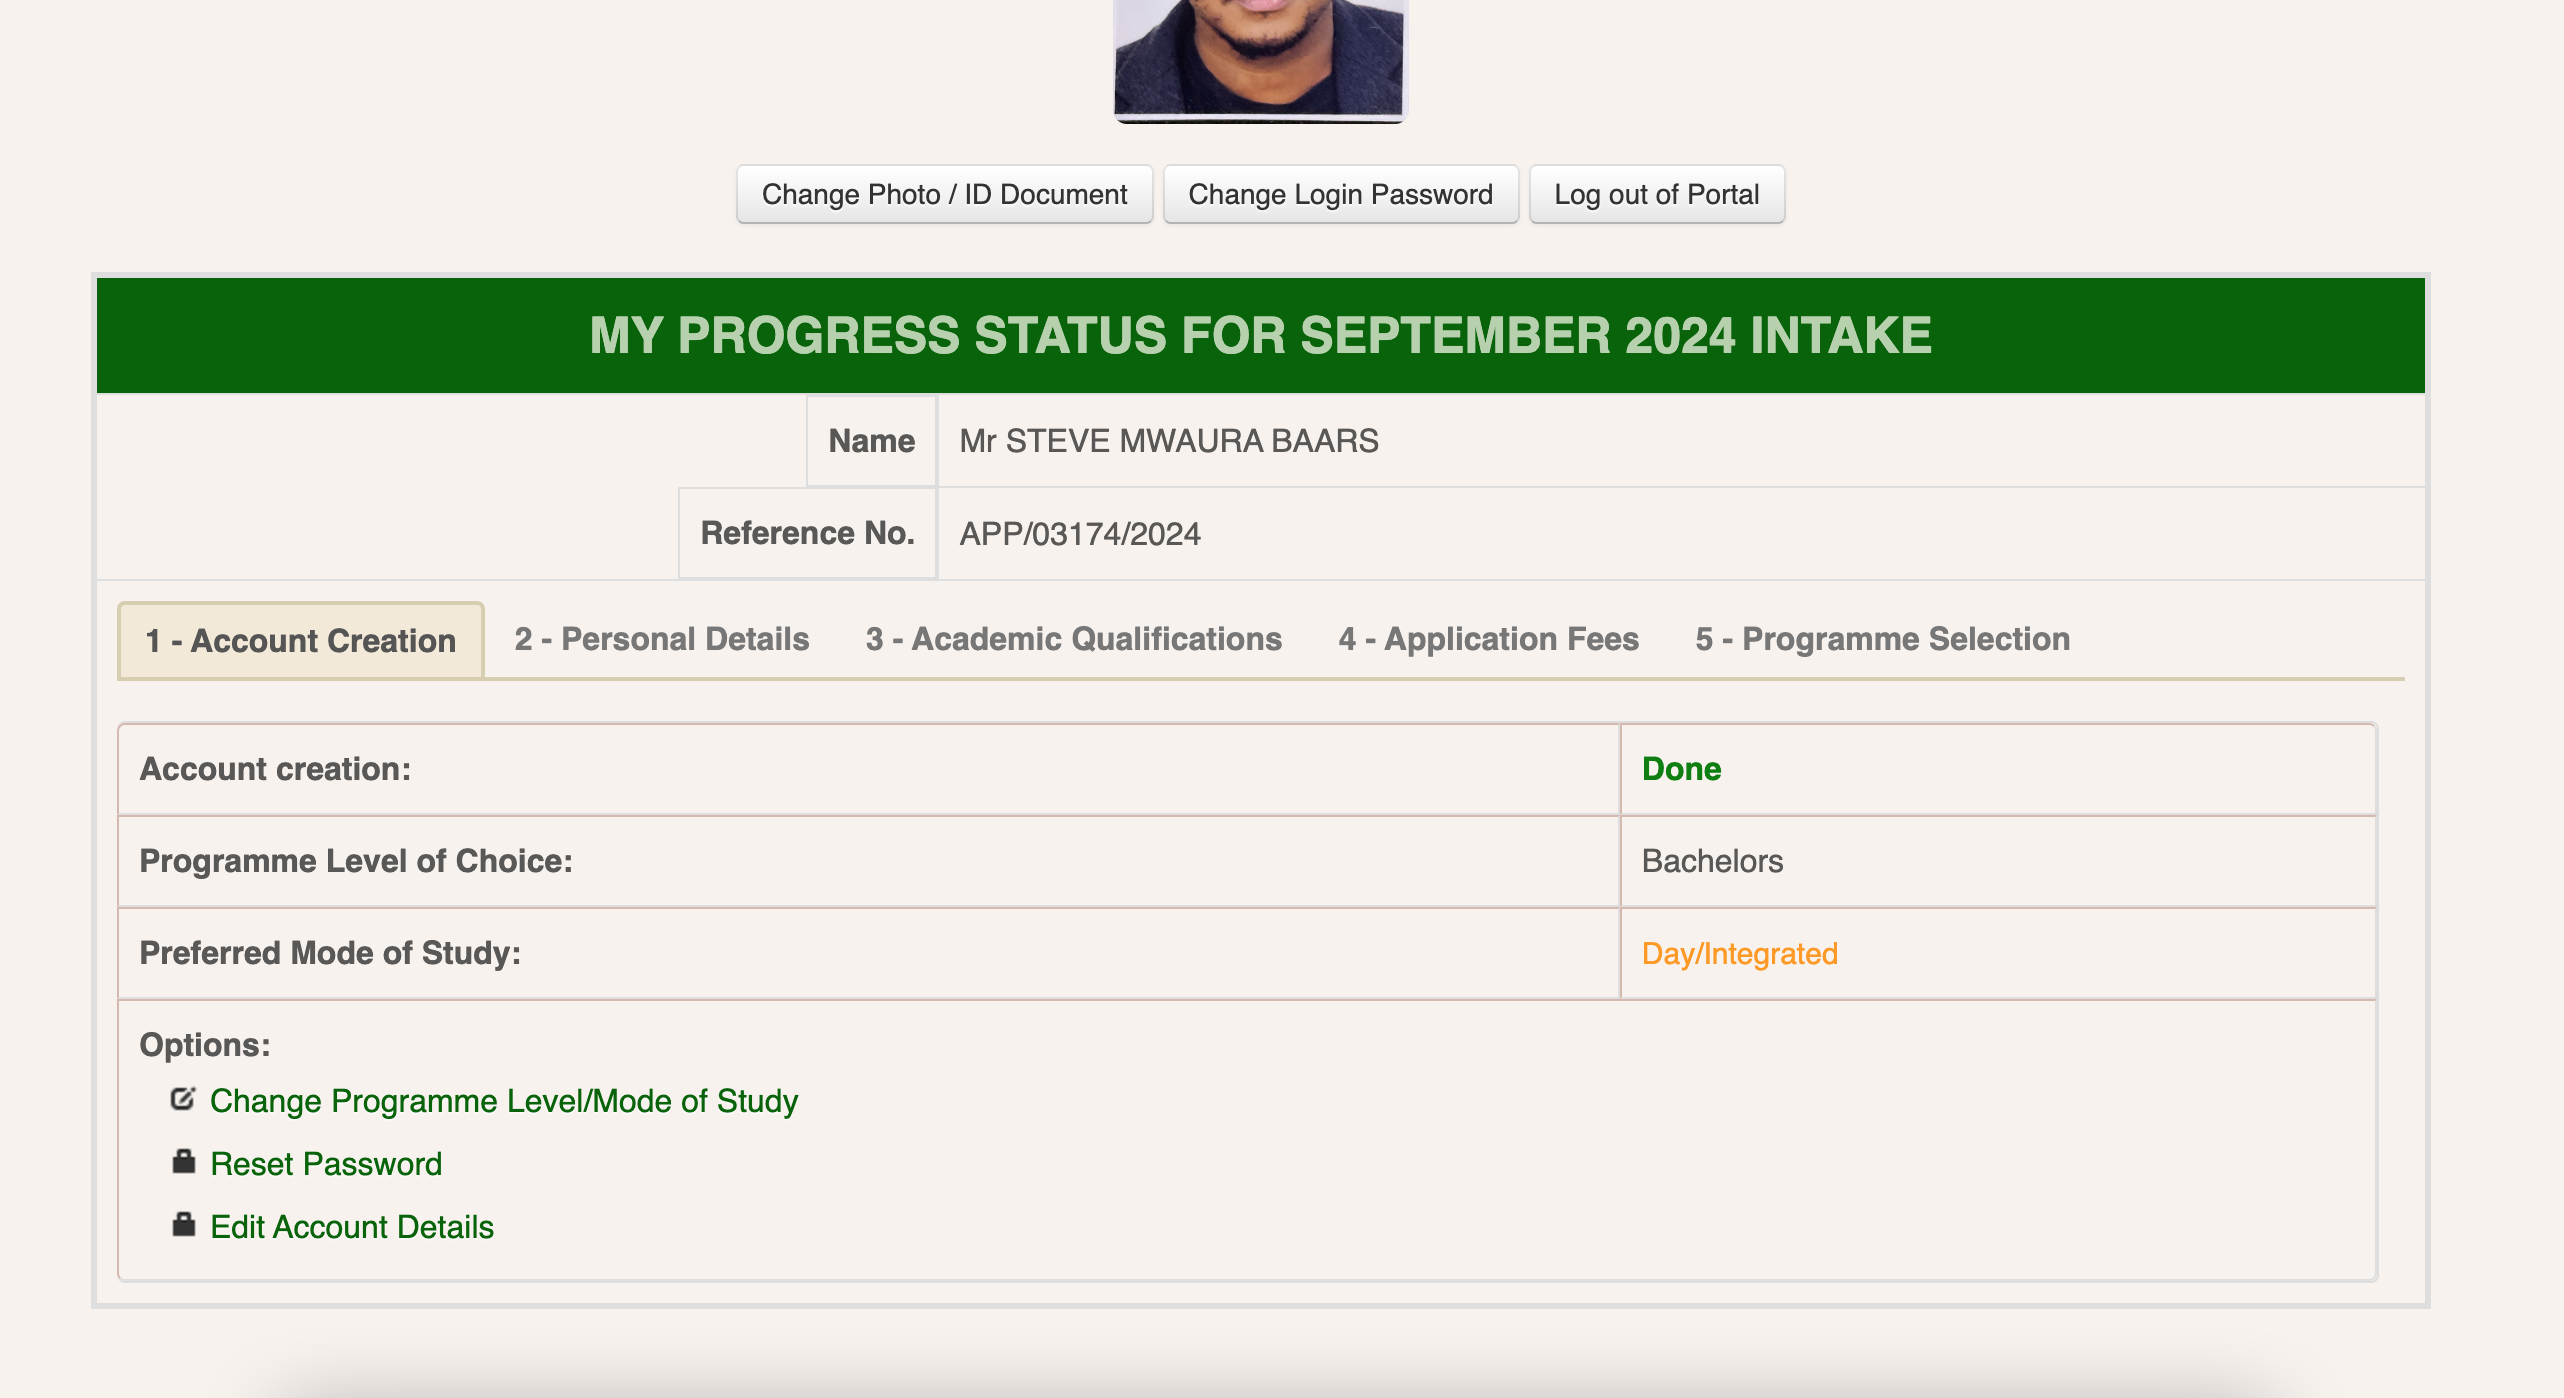 Change Photo / ID Document Change Login Password Log out of Portal
MY PROGRESS STATUS FOR SEPTEMBER 2024 INTAKE
Name Mr STEVE MWAURA BAARS
Reference No. APP/03174/2024
1 - Account Creation 2 - Personal Details 3 - Academic Qualifications 4 - Application Fees 5 - Programme Selection
Account creation: Done
Programme Level of Choice: Bachelors
Preferred Mode of Study: Day/Integrated
Options:
Change Programme Level/Mode of Study
Reset Password
Edit Account Details